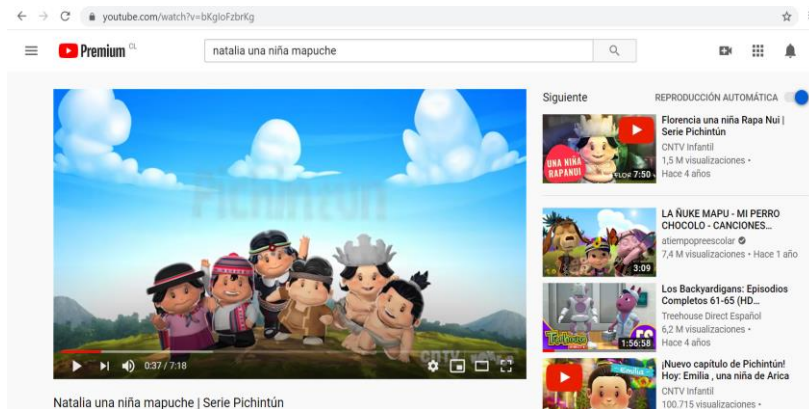 youtube.com/watch?v=bKgIoFzbrKg
Premium CL
natalia una niña mapuche
Pichintún
0:37 / 7:18
CNTV
Natalia una niña mapuche | Serie Pichintún
Siguiente
REPRODUCCIÓN AUTOMÁTICA
UNA NIÑA
RAPANUI
FLOR
7:50
Florencia una niña Rapa Nui |
Serie Pichintún
CNTV Infantil
1,5 M visualizaciones •
Hace 4 años
3:09
LA ÑUKE MAPU - MI PERRO
CHOCOLO - CANCIONES...
atiempopreescolar
7,4 M visualizaciones • Hace 1 año
Treehouse
ES
1:56:58
Los Backyardigans: Episodios
Completos 61-65 (HD...
Treehouse Direct Español
6,2 M visualizaciones •
Hace 4 años
Emilia
¡Nuevo capítulo de Pichintún!
Hoy: Emilia , una niña de Arica
CNTV Infantil
100.715 visualizaciones •